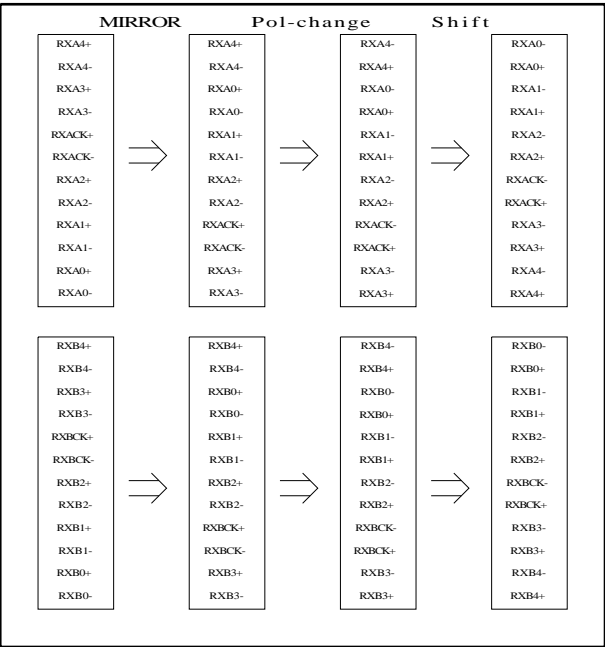 MIRROR Pol-change Shift
RXA4+ RXA4+ RXA4- RXA0-
RXA4- RXA4- RXA4+ RXA0+
RXA3+ RXA0+ RXA0- RXA1-
RXA3- RXA0- RXA0+ RXA1+
RXACK+ RXA1+ RXA1- RXA2-
RXACK- RXA1- RXA1+ RXA2+
RXA2+ RXA2+ RXA2- RXACK-
RXA2- RXA2- RXA2+ RXACK+
RXA1+ RXACK+ RXACK- RXA3-
RXA1- RXACK- RXACK+ RXA3+
RXA0+ RXA3+ RXA3- RXA4-
RXA0- RXA3- RXA3+ RXA4+
RXB4+ RXB4+ RXB4- RXB0-
RXB4- RXB4- RXB4+ RXB0+
RXB3+ RXB0+ RXB0- RXB1-
RXB3- RXB0- RXB0+ RXB1+
RXBCK+ RXB1+ RXB1- RXB2-
RXBCK- RXB1- RXB1+ RXB2+
RXB2+ RXB2+ RXB2- RXBCK-
RXB2- RXB2- RXB2+ RXBCK+
RXB1+ RXBCK+ RXBCK- RXB3-
RXB1- RXBCK- RXBCK+ RXB3+
RXB0+ RXB3+ RXB3- RXB4-
RXB0- RXB3- RXB3+ RXB4+